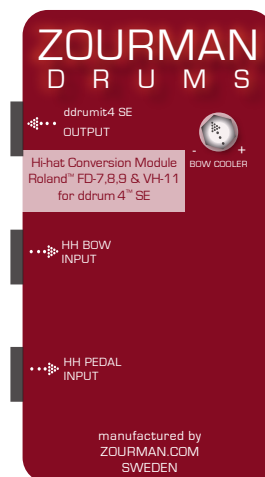 ZOURMAN
DRUMS
ddrumit4 SE
OUTPUT
- +
BOW COOLER
Hi-hat Conversion Module
Roland™ FD-7,8,9 & VH-11
for ddrum 4™ SE
HH BOW
INPUT
HH PEDAL
INPUT
manufactured by
ZOURMAN.COM
SWEDEN